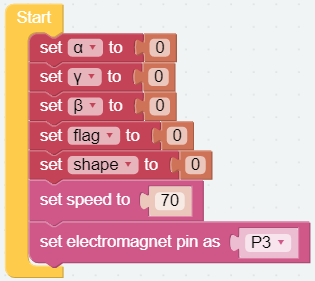 Start
set α to 0
set γ to 0
set β to 0
set flag to 0
set shape to 0
set speed to 70
set electromagnet pin as P3